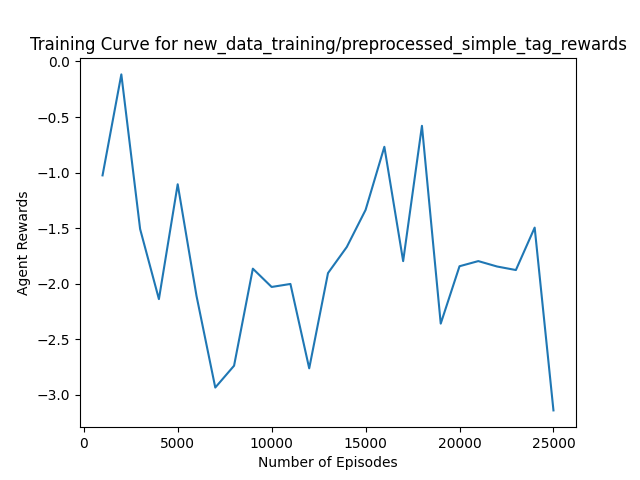 Training Curve for new_data_training/preprocessed_simple_tag_rewards
0.0
−0.5
−1.0
−1.5
−2.0
−2.5
−3.0
Agent Rewards
0 5000 10000 15000 20000 25000
Number of Episodes